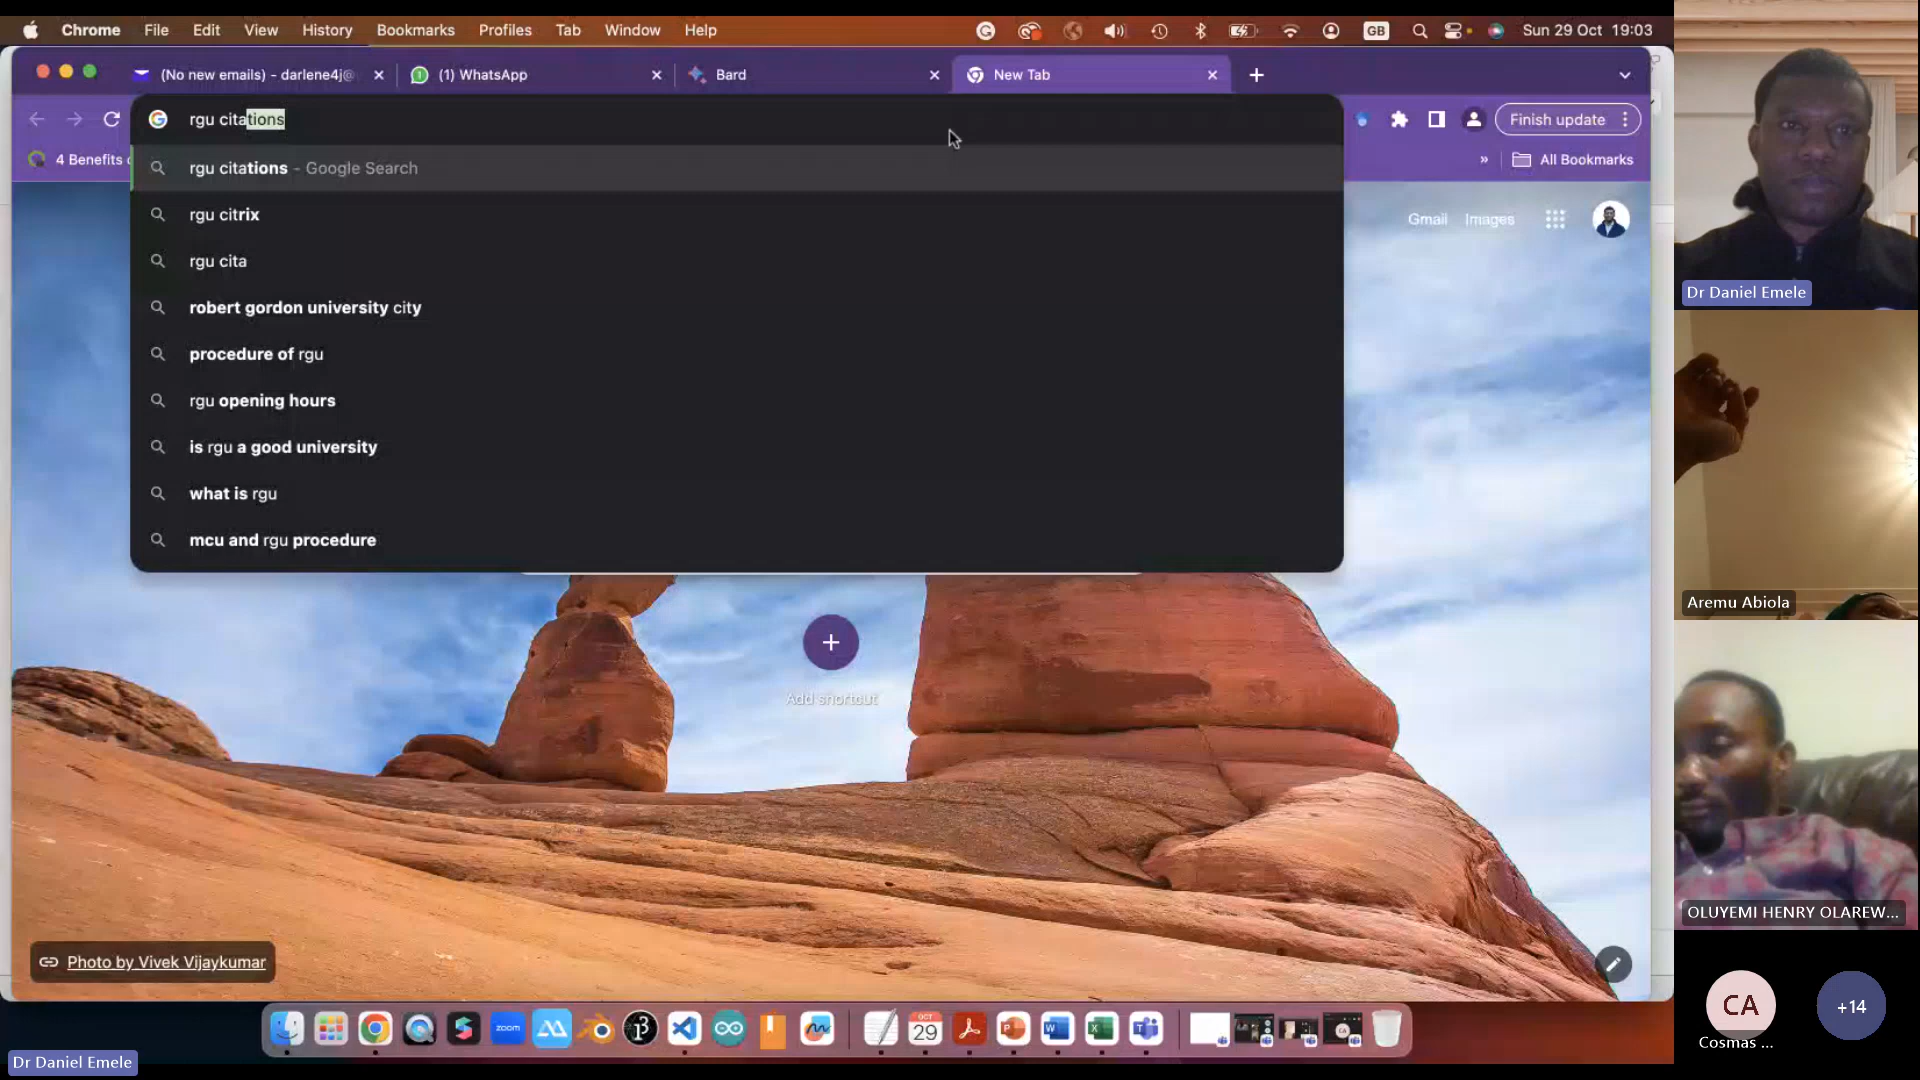 Chrome File Edit View History Bookmarks Profiles Tab Window Help GB Sun 29 Oct 19:03
(No new emails) - darlene4j@ (1) WhatsApp Bard New Tab
rgu citations Finish update
4 Benefits » All Bookmarks
rgu citations - Google Search
rgu citrix
Gmail Images
rgu cita
robert gordon university city
procedure of rgu
rgu opening hours
is rgu a good university
what is rgu
mcu and rgu procedure
Add shortcut
Photo by Vivek Vijaykumar
zoom
OCT
29
Dr Daniel Emele
Dr Daniel Emele
Aremu Abiola
OLUYEMI HENRY OLAREW...
CA
+14
Cosmas ...